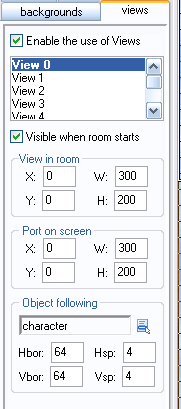 backgrounds views
Enable the use of Views
View 0
View 1
View 2
View 3
View 4
Visible when room starts
View in room
X: 0 W: 300
Y: 0 H: 200
Port on screen
X: 0 W: 300
Y: 0 H: 200
Object following
character
Hbor: 64 Hsp: 4
Vbor: 64 Vsp: 4